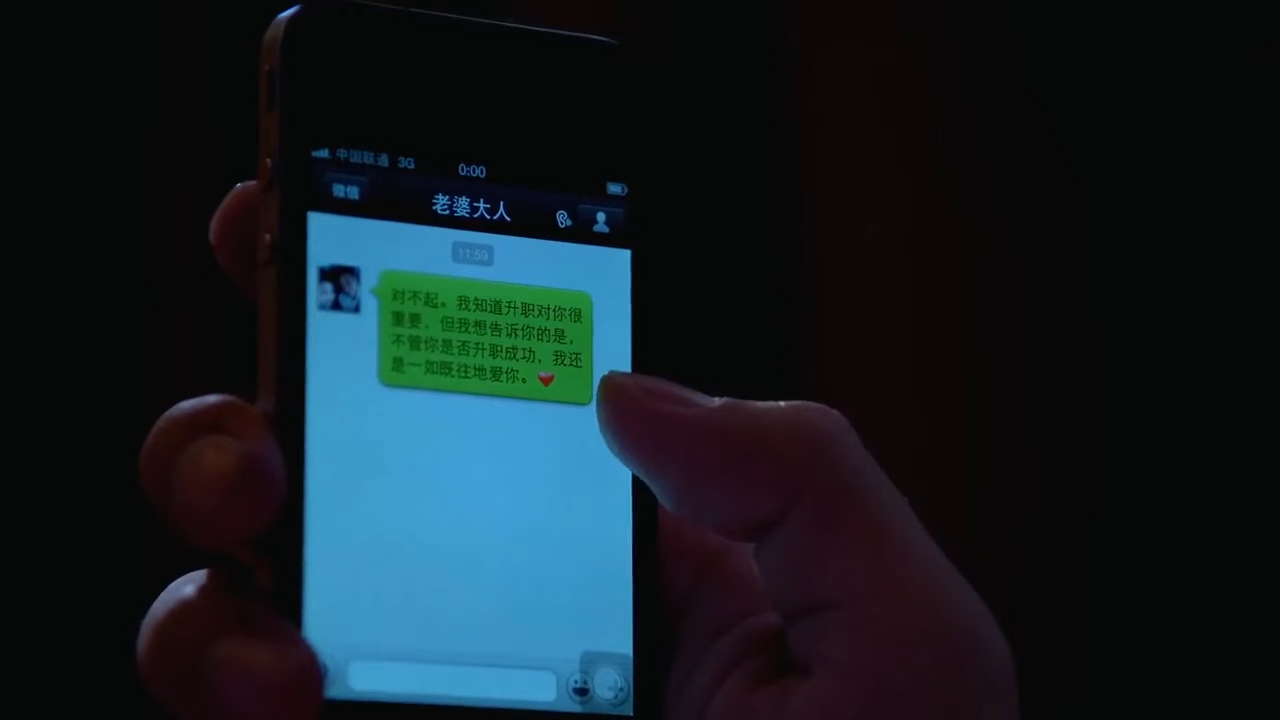 中国联通 3G 0:00
微信 老婆大人
11:59
对不起。我知道升职对你很
重要，但我想告诉你的是，
不管你是否升职成功，我还
是一如既往地爱你。